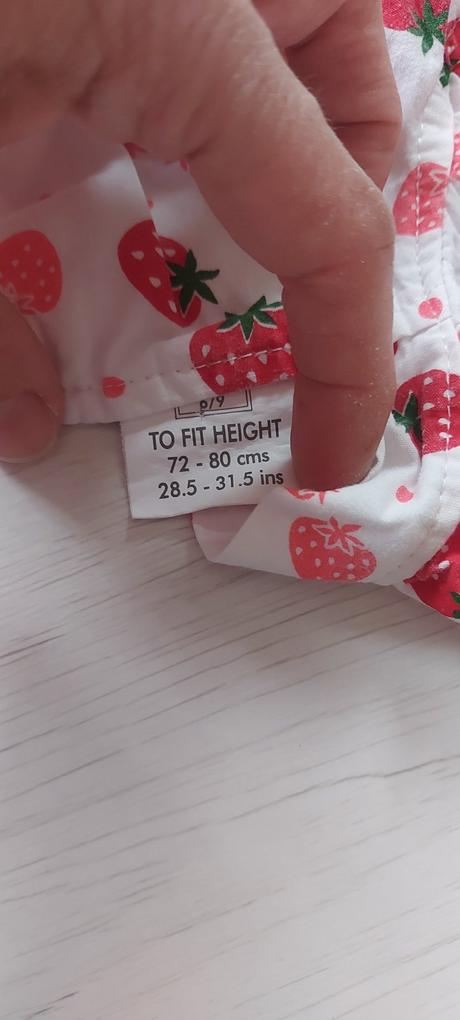 TO FIT HEIGHT
72 - 80 cms
28.5 - 31.5 ins